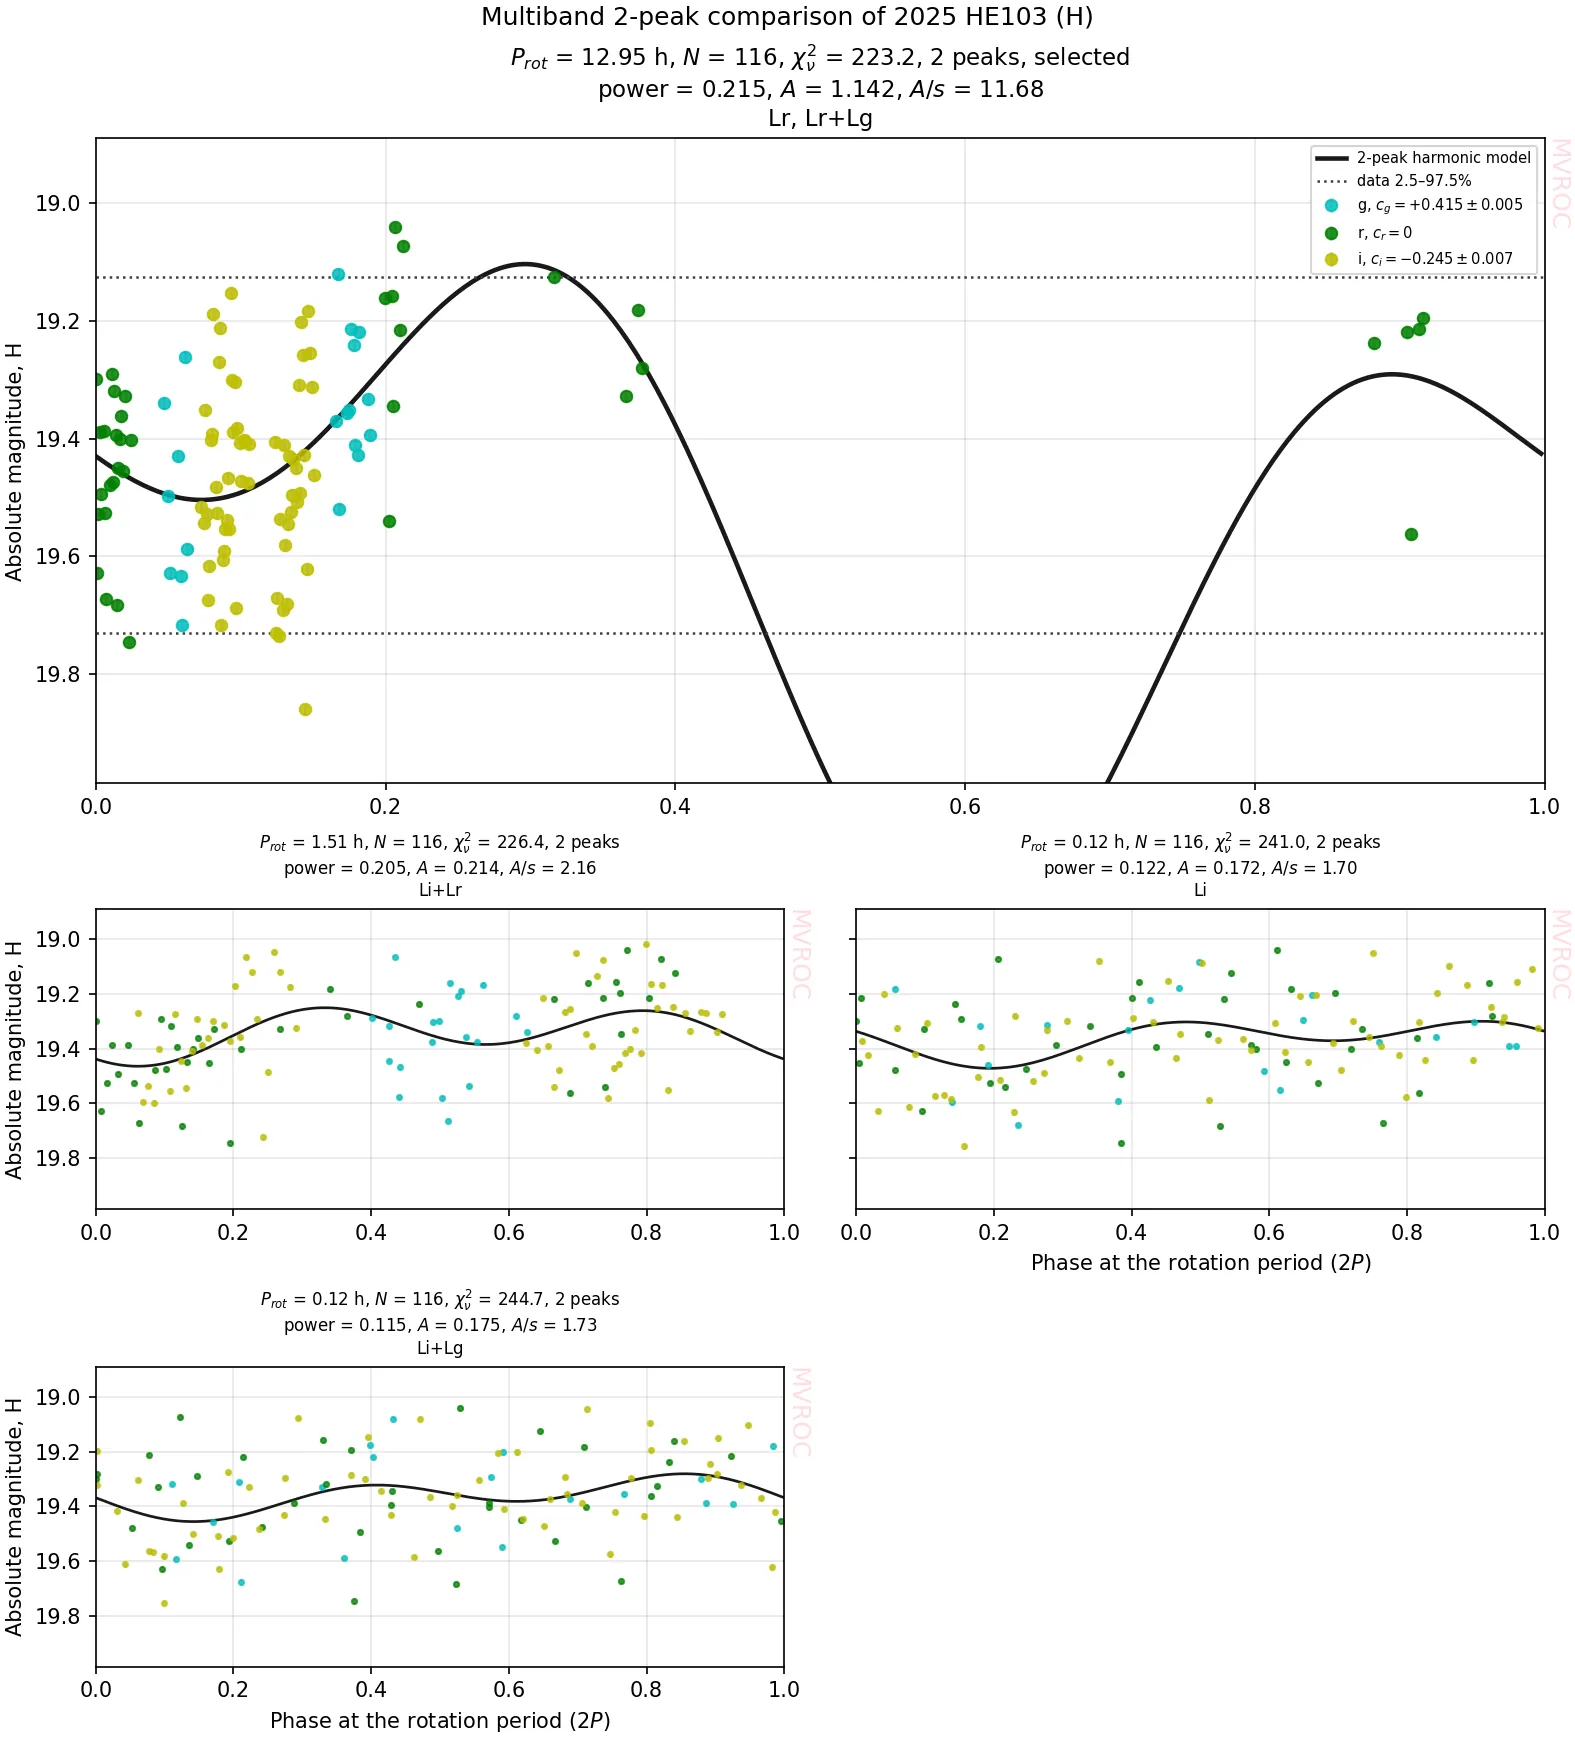 Multiband 2-peak comparison of 2025 HE103 (H)
P_rot = 12.95 h, N = 116, χ²_ν = 223.2, 2 peaks, selected
power = 0.215, A = 1.142, A/s = 11.68
Lr, Lr+Lg
2-peak harmonic model
data 2.5–97.5%
g, c_g = +0.415 ± 0.005
r, c_r = 0
i, c_i = −0.245 ± 0.007
MVROC
Absolute magnitude, H
19.0
19.2
19.4
19.6
19.8
0.0 0.2 0.4 0.6 0.8 1.0
P_rot = 1.51 h, N = 116, χ²_ν = 226.4, 2 peaks
power = 0.205, A = 0.214, A/s = 2.16
Li+Lr
MVROC
Absolute magnitude, H
19.0
19.2
19.4
19.6
19.8
0.0 0.2 0.4 0.6 0.8 1.0
P_rot = 0.12 h, N = 116, χ²_ν = 241.0, 2 peaks
power = 0.122, A = 0.172, A/s = 1.70
Li
MVROC
0.0 0.2 0.4 0.6 0.8 1.0
Phase at the rotation period (2P)
P_rot = 0.12 h, N = 116, χ²_ν = 244.7, 2 peaks
power = 0.115, A = 0.175, A/s = 1.73
Li+Lg
MVROC
Absolute magnitude, H
19.0
19.2
19.4
19.6
19.8
0.0 0.2 0.4 0.6 0.8 1.0
Phase at the rotation period (2P)